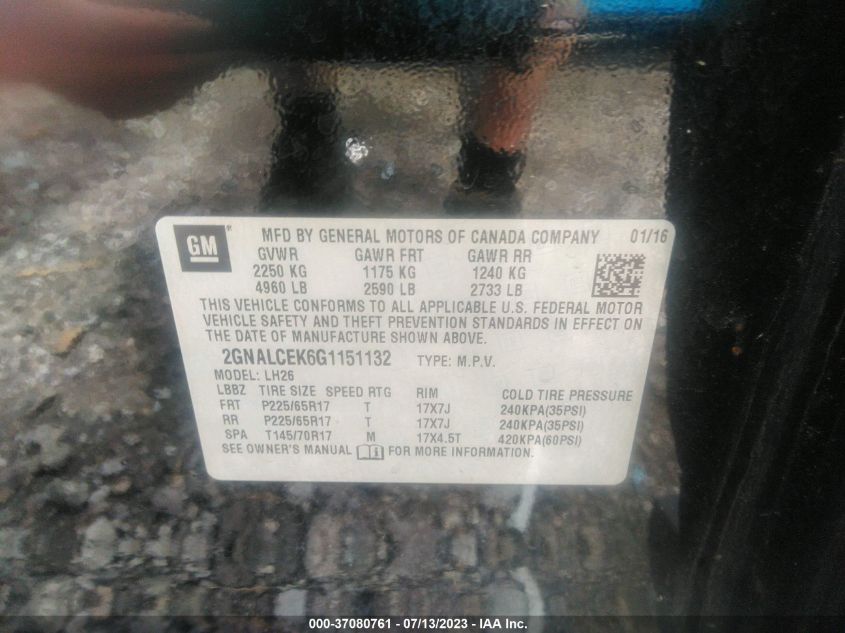 GM ® MFD BY GENERAL MOTORS OF CANADA COMPANY 01/16
GVWR GAWR FRT GAWR RR
2250 KG 1175 KG 1240 KG
4960 LB 2590 LB 2733 LB
THIS VEHICLE CONFORMS TO ALL APPLICABLE U.S. FEDERAL MOTOR
VEHICLE SAFETY AND THEFT PREVENTION STANDARDS IN EFFECT ON
THE DATE OF MANUFACTURE SHOWN ABOVE.
2GNALCEK6G1151132 TYPE: M.P.V.
MODEL: LH26
LBBZ TIRE SIZE SPEED RTG RIM COLD TIRE PRESSURE
FRT P225/65R17 T 17X7J 240KPA(35PSI)
RR P225/65R17 T 17X7J 240KPA(35PSI)
SPA T145/70R17 M 17X4.5T 420KPA(60PSI)
SEE OWNER'S MANUAL FOR MORE INFORMATION.
000-37080761 - 07/13/2023 - IAA Inc.